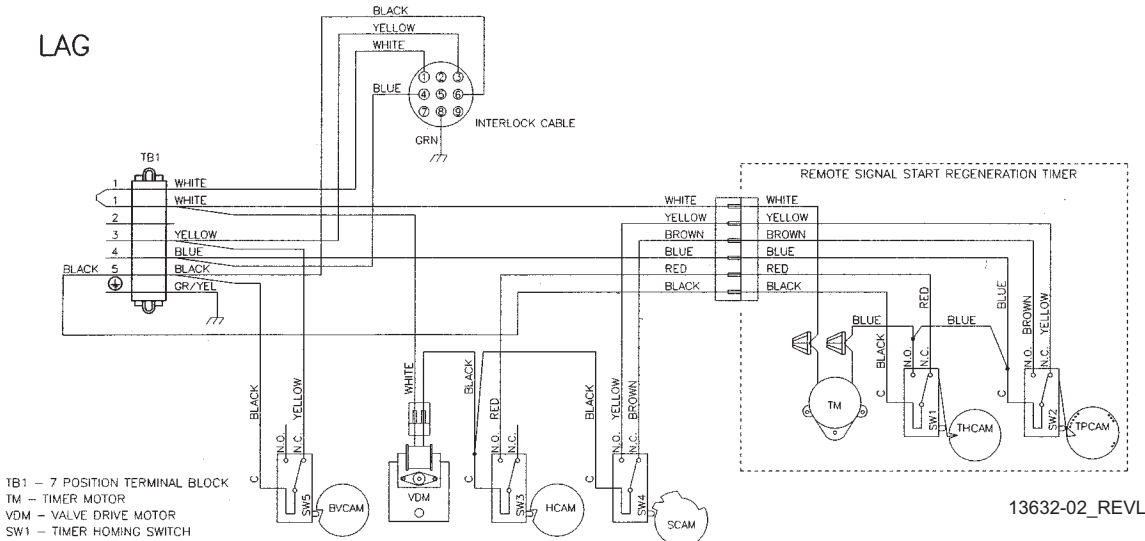 LAG
BLACK
YELLOW
WHITE
1 2 3
BLUE
4 5 6
7 8 9
INTERLOCK CABLE
GRN
TB1
1 WHITE
1 WHITE
2
3 YELLOW
4 BLUE
BLACK 5 BLACK
GR/YEL
REMOTE SIGNAL START REGENERATION TIMER
WHITE WHITE
YELLOW YELLOW
BROWN BROWN
BLUE BLUE
RED RED
BLACK BLACK
BLUE
BLACK
N.O.
RED
N.C.
BLUE
BLUE
BROWN
N.O.
YELLOW
N.C.
TM
C
SW1
THCAM
C
SW2
TPCAM
BLACK
N.O.
YELLOW
N.C.
C
SW5
BVCAM
WHITE
VDM
BLACK
RED
N.O.
N.C.
C
SW3
HCAM
BLACK
YELLOW
N.O.
BROWN
N.C.
C
SW4
SCAM
TB1 – 7 POSITION TERMINAL BLOCK
TM – TIMER MOTOR
VDM – VALVE DRIVE MOTOR
SW1 – TIMER HOMING SWITCH
13632-02_REVL